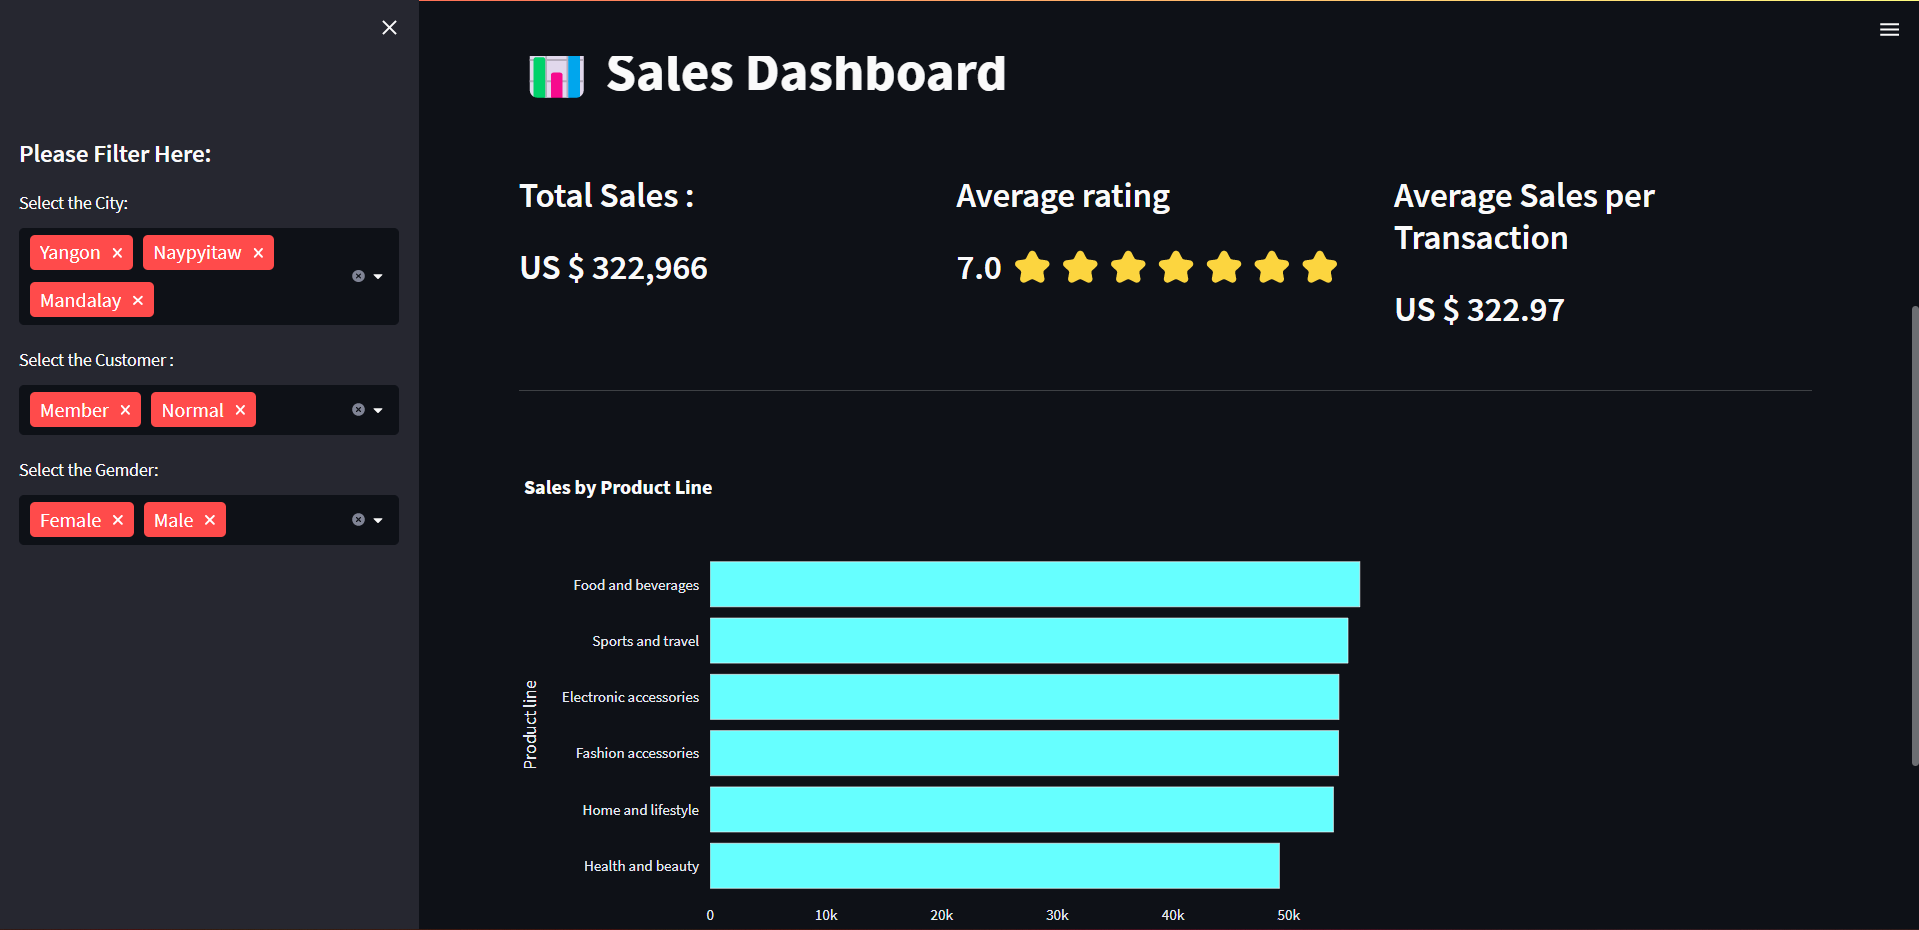 Please Filter Here:
Select the City:
Yangon × Naypyitaw ×
Mandalay ×
Select the Customer :
Member × Normal ×
Select the Gemder:
Female × Male ×
Sales Dashboard
Total Sales :
US $ 322,966
Average rating
7.0
Average Sales per
Transaction
US $ 322.97
Sales by Product Line
Product line
Food and beverages
Sports and travel
Electronic accessories
Fashion accessories
Home and lifestyle
Health and beauty
0 10k 20k 30k 40k 50k